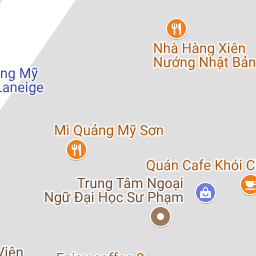 Nhà Hàng Xiên
Nướng Nhật Bản
ng Mỹ
Laneige
Mì Quảng Mỹ Sơn
Quán Cafe Khói C
Trung Tâm Ngoại
Ngữ Đại Học Sư Phạm
Viên